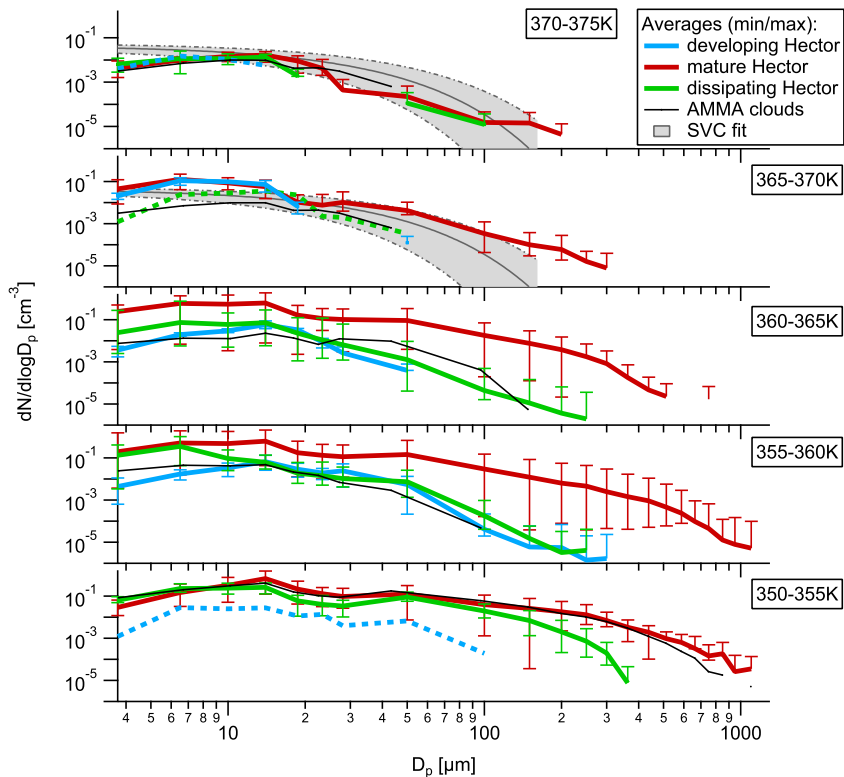 370-375K
Averages (min/max):
developing Hector
mature Hector
dissipating Hector
AMMA clouds
SVC fit
10^-1
10^-3
10^-5
365-370K
10^-1
10^-3
10^-5
360-365K
10^-1
10^-3
10^-5
355-360K
10^-1
10^-3
10^-5
350-355K
10^-1
10^-3
10^-5
dN/dlogD_p [cm^-3]
4 5 6 7 8 9 2 3 4 5 6 7 8 9 2 3 4 5 6 7 8 9
10 100 1000
D_p [µm]